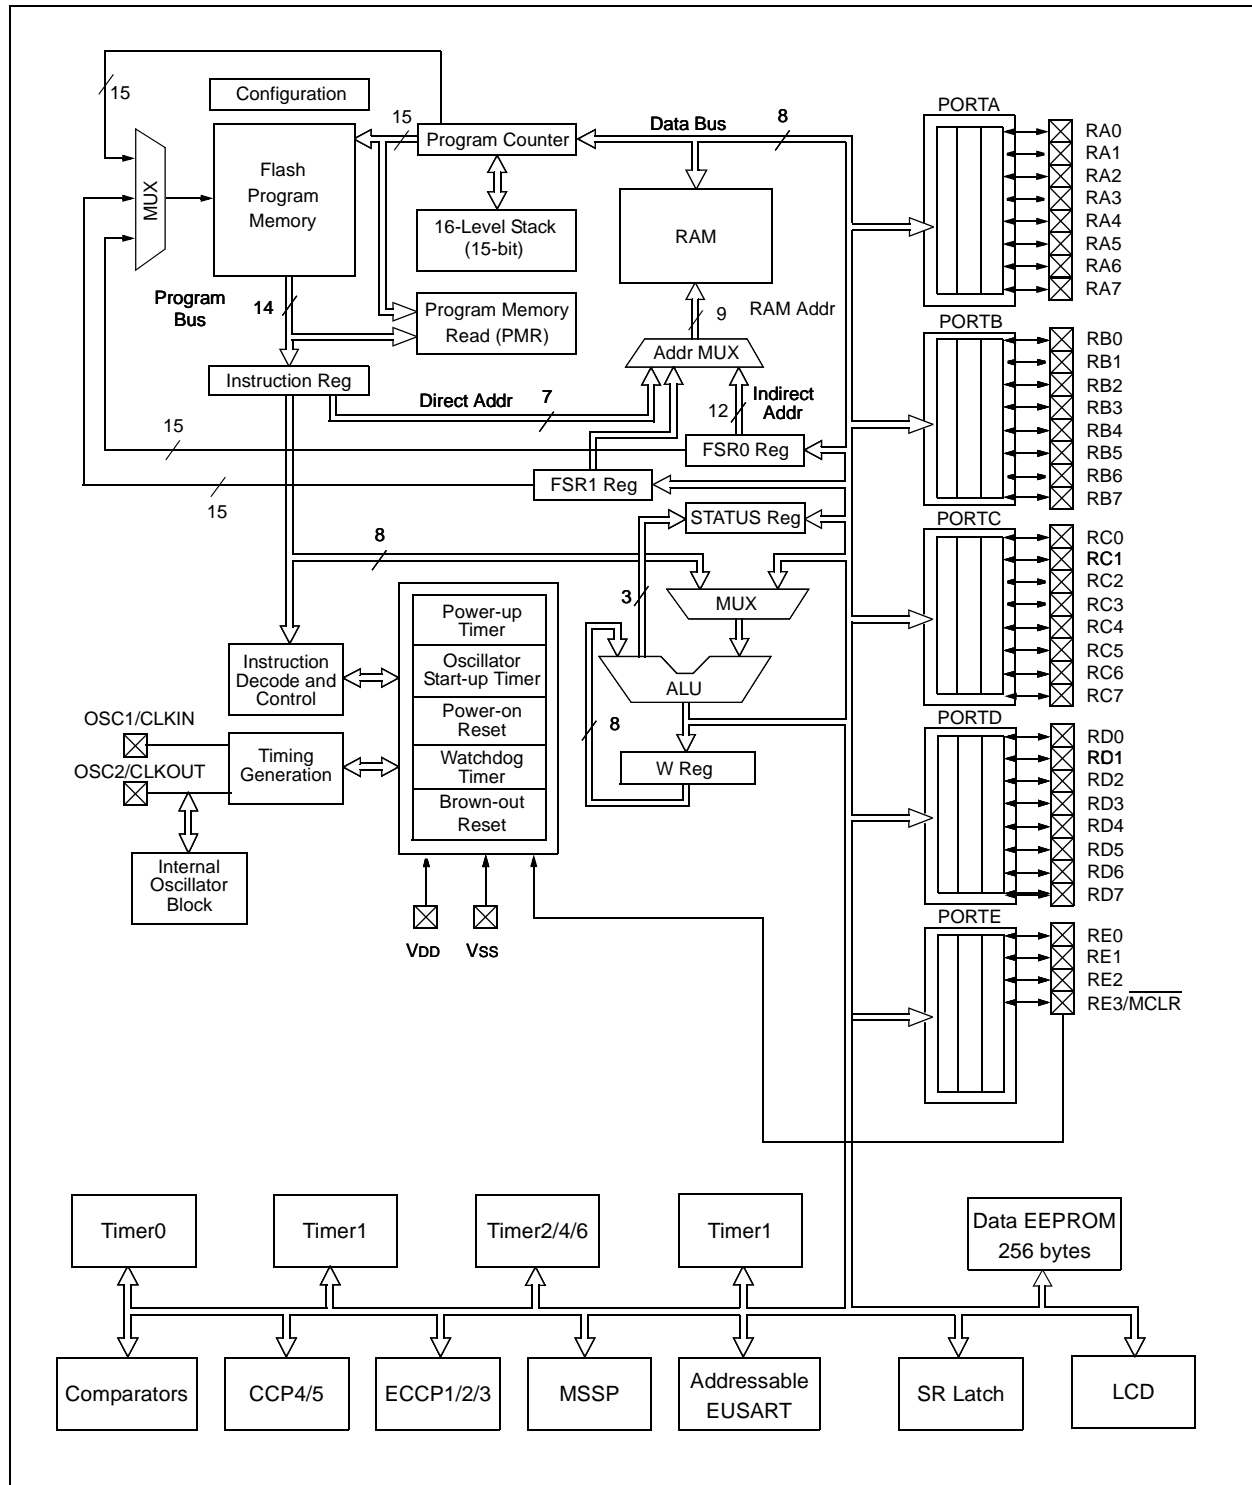 15
Configuration
Flash
Program
Memory
MUX
15
Program Counter
16-Level Stack
(15-bit)
Data Bus
8
RAM
Program
Bus
14
Program Memory
Read (PMR)
9
RAM Addr
Addr MUX
Instruction Reg
Direct Addr
7
12
Indirect
Addr
15
FSR0 Reg
FSR1 Reg
15
STATUS Reg
8
3
MUX
Power-up
Timer
Oscillator
Start-up Timer
Power-on
Reset
Watchdog
Timer
Brown-out
Reset
Instruction
Decode and
Control
ALU
8
W Reg
OSC1/CLKIN
OSC2/CLKOUT
Timing
Generation
Internal
Oscillator
Block
VDD
VSS
PORTA
RA0
RA1
RA2
RA3
RA4
RA5
RA6
RA7
PORTB
RB0
RB1
RB2
RB3
RB4
RB5
RB6
RB7
PORTC
RC0
RC1
RC2
RC3
RC4
RC5
RC6
RC7
PORTD
RD0
RD1
RD2
RD3
RD4
RD5
RD6
RD7
PORTE
RE0
RE1
RE2
RE3/MCLR
Timer0
Timer1
Timer2/4/6
Timer1
Data EEPROM
256 bytes
Comparators
CCP4/5
ECCP1/2/3
MSSP
Addressable
EUSART
SR Latch
LCD